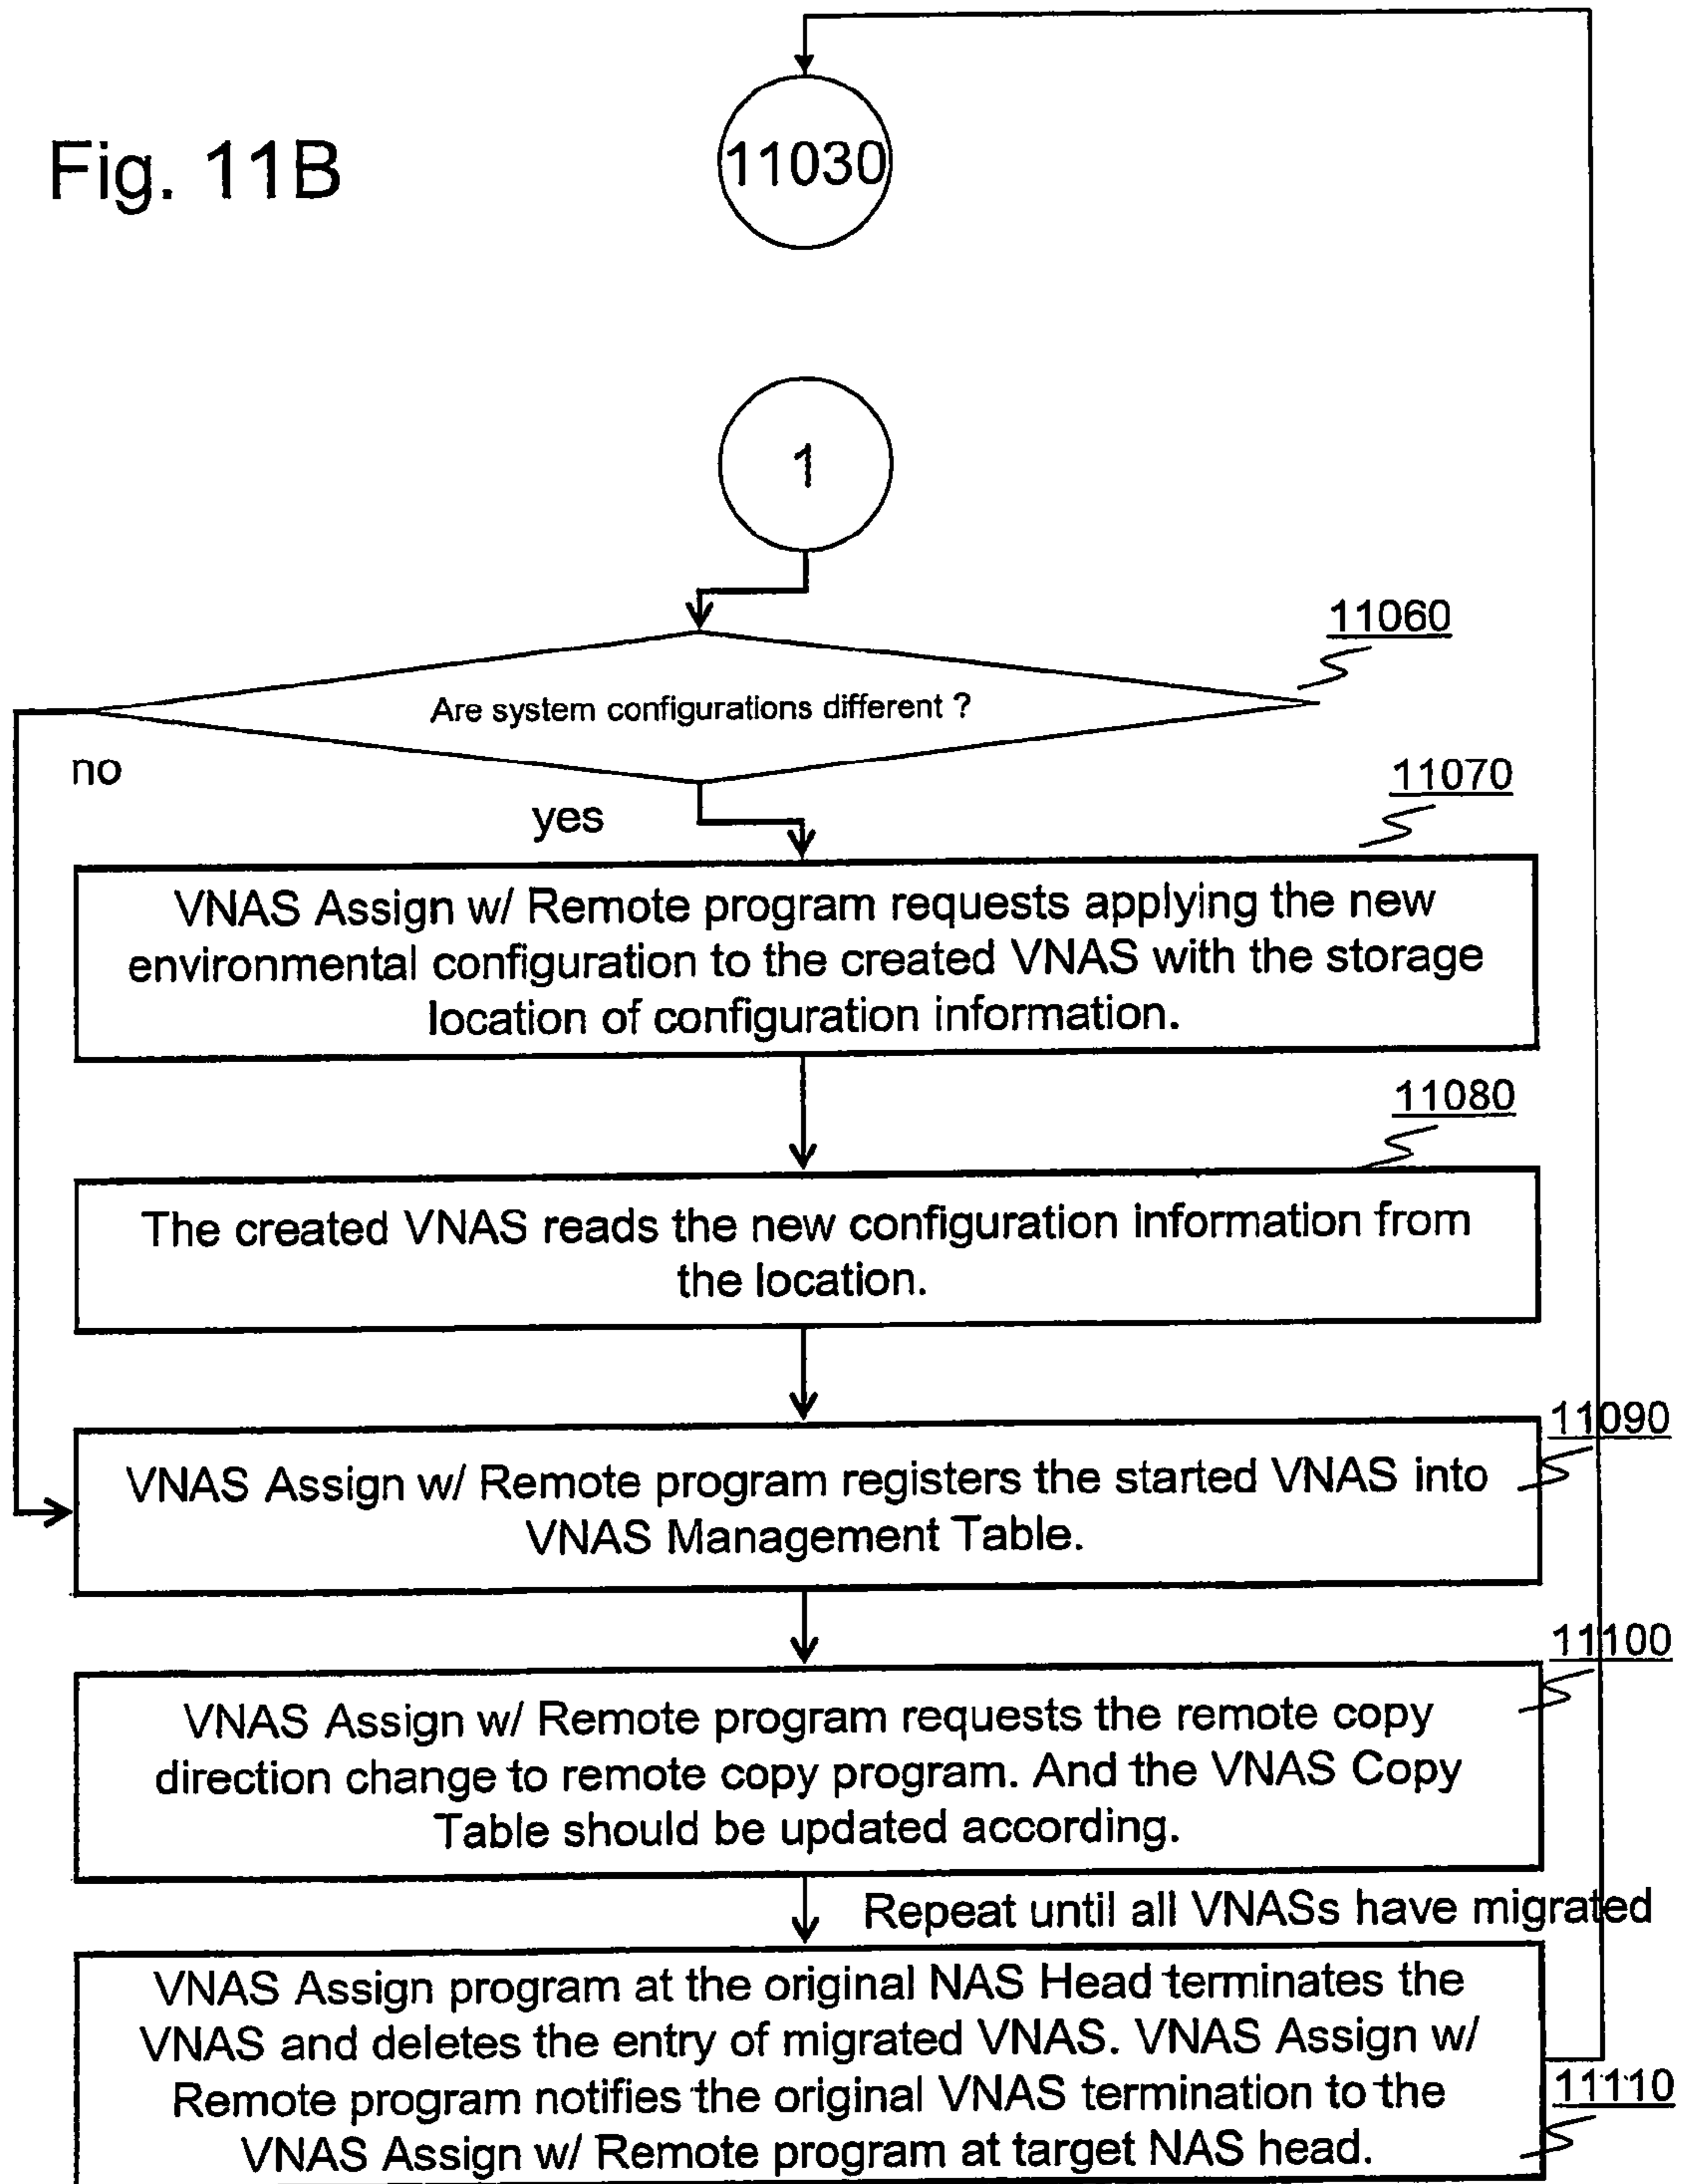 Fig. 11B
11030
1
11060
Are system configurations different ?
no
yes
11070
VNAS Assign w/ Remote program requests applying the new
environmental configuration to the created VNAS with the storage
location of configuration information.
11080
The created VNAS reads the new configuration information from
the location.
11090
VNAS Assign w/ Remote program registers the started VNAS into
VNAS Management Table.
11100
VNAS Assign w/ Remote program requests the remote copy
direction change to remote copy program. And the VNAS Copy
Table should be updated according.
Repeat until all VNASs have migrated
VNAS Assign program at the original NAS Head terminates the
VNAS and deletes the entry of migrated VNAS. VNAS Assign w/
Remote program notifies the original VNAS termination to the
VNAS Assign w/ Remote program at target NAS head.
11110